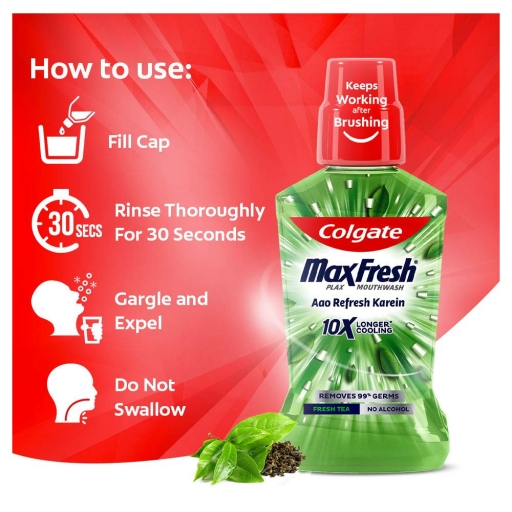 How to use:
Fill Cap
30 SECS
Rinse Thoroughly
For 30 Seconds
Gargle and
Expel
Do Not
Swallow
Keeps
Working
after
Brushing
Colgate
MaxFresh®
PLAX MOUTHWASH
Aao Refresh Karein
10X LONGER*
COOLING
REMOVES 99% GERMS
FRESH TEA NO ALCOHOL